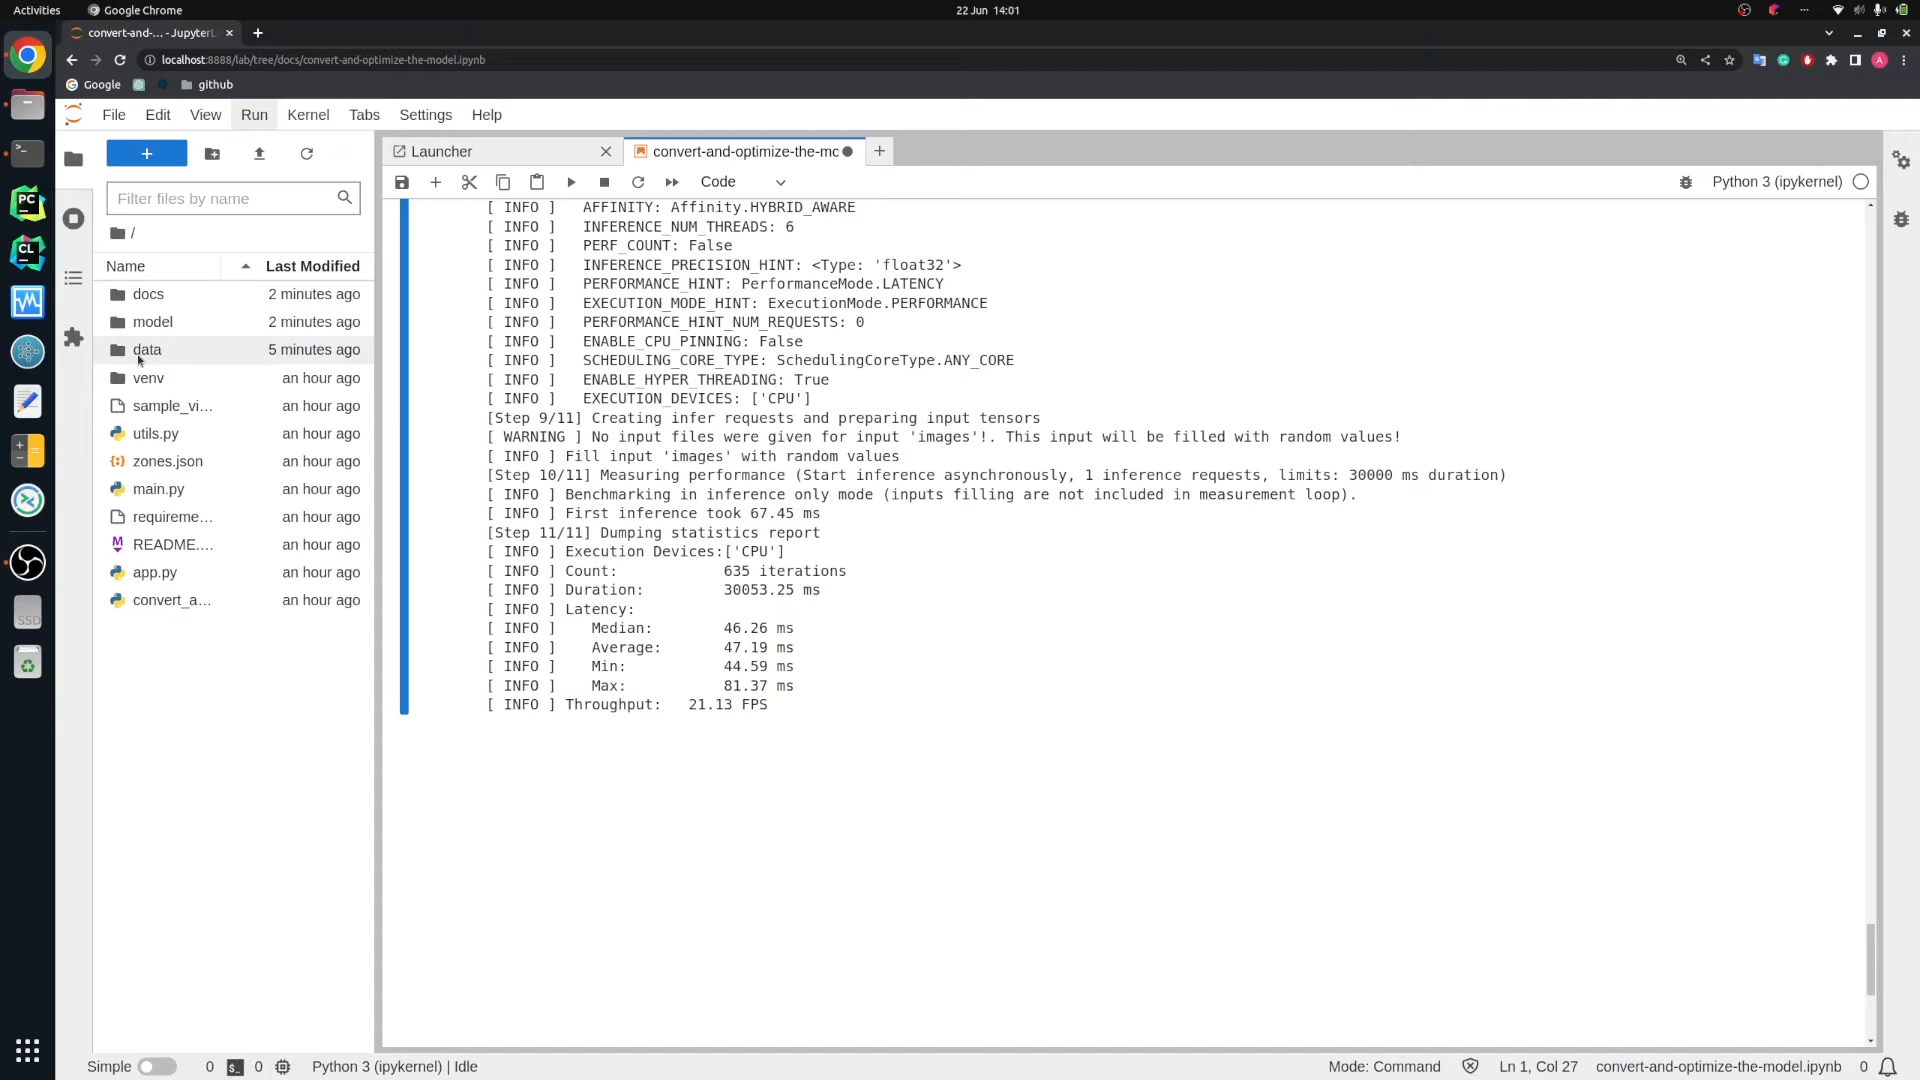 Activities
Google Chrome
22 Jun 14:01
convert-and-... - JupyterL
localhost:8888/lab/tree/docs/convert-and-optimize-the-model.ipynb
Google
github
File Edit View Run Kernel Tabs Settings Help
Launcher
convert-and-optimize-the-mo
Code
Python 3 (ipykernel)
Filter files by name
/
Name Last Modified
docs 2 minutes ago
model 2 minutes ago
data 5 minutes ago
venv an hour ago
sample_vi... an hour ago
utils.py an hour ago
zones.json an hour ago
main.py an hour ago
requireme... an hour ago
README.... an hour ago
app.py an hour ago
convert_a... an hour ago
[ INFO ] AFFINITY: Affinity.HYBRID_AWARE
[ INFO ] INFERENCE_NUM_THREADS: 6
[ INFO ] PERF_COUNT: False
[ INFO ] INFERENCE_PRECISION_HINT: <Type: 'float32'>
[ INFO ] PERFORMANCE_HINT: PerformanceMode.LATENCY
[ INFO ] EXECUTION_MODE_HINT: ExecutionMode.PERFORMANCE
[ INFO ] PERFORMANCE_HINT_NUM_REQUESTS: 0
[ INFO ] ENABLE_CPU_PINNING: False
[ INFO ] SCHEDULING_CORE_TYPE: SchedulingCoreType.ANY_CORE
[ INFO ] ENABLE_HYPER_THREADING: True
[ INFO ] EXECUTION_DEVICES: ['CPU']
[Step 9/11] Creating infer requests and preparing input tensors
[ WARNING ] No input files were given for input 'images'!. This input will be filled with random values!
[ INFO ] Fill input 'images' with random values
[Step 10/11] Measuring performance (Start inference asynchronously, 1 inference requests, limits: 30000 ms duration)
[ INFO ] Benchmarking in inference only mode (inputs filling are not included in measurement loop).
[ INFO ] First inference took 67.45 ms
[Step 11/11] Dumping statistics report
[ INFO ] Execution Devices:['CPU']
[ INFO ] Count: 635 iterations
[ INFO ] Duration: 30053.25 ms
[ INFO ] Latency:
[ INFO ] Median: 46.26 ms
[ INFO ] Average: 47.19 ms
[ INFO ] Min: 44.59 ms
[ INFO ] Max: 81.37 ms
[ INFO ] Throughput: 21.13 FPS
PC
CL
SSD
Simple 0 0 Python 3 (ipykernel) | Idle
Mode: Command Ln 1, Col 27 convert-and-optimize-the-model.ipynb 0